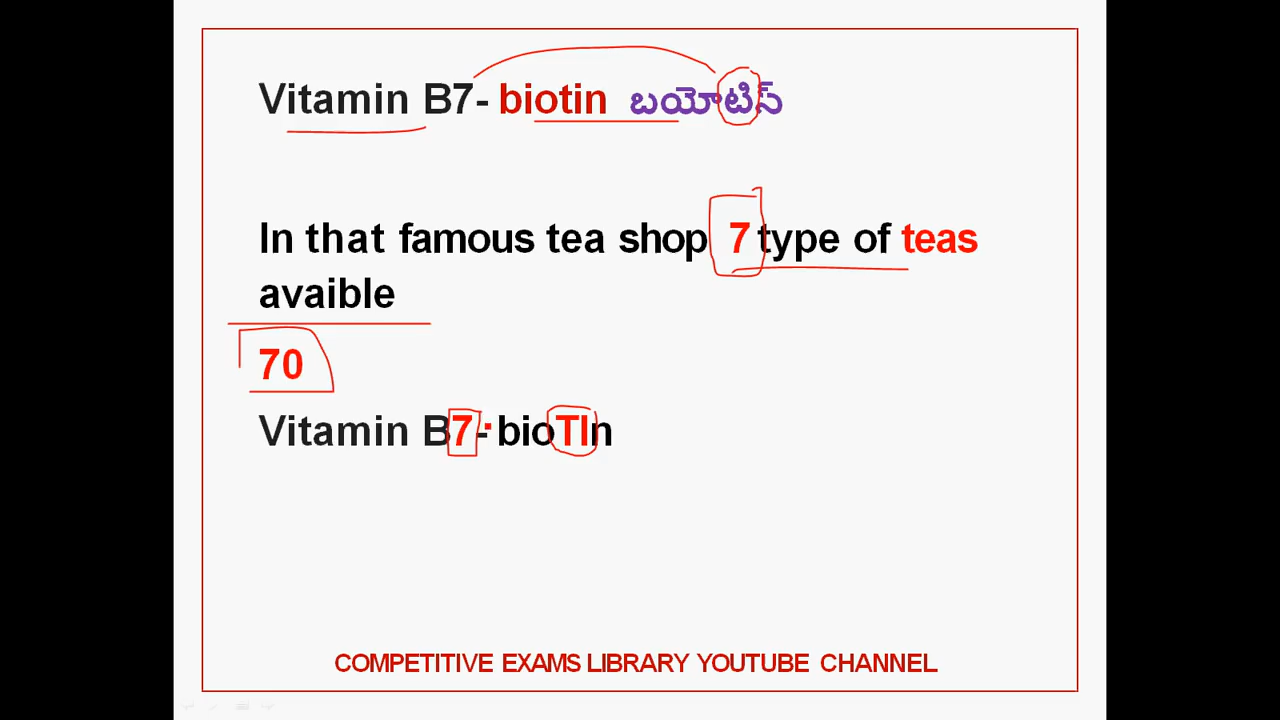 Vitamin B7- biotin బయోటిస్
In that famous tea shop 7 type of teas
avaible
70
Vitamin B7- bioTIn
COMPETITIVE EXAMS LIBRARY YOUTUBE CHANNEL